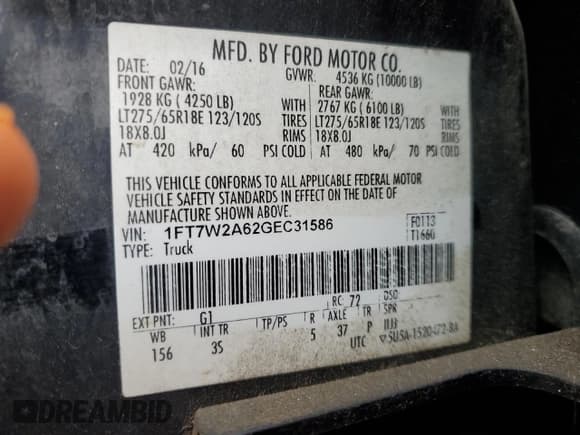 MFD. BY FORD MOTOR CO.
DATE: 02/16 GVWR: 4536 KG (10000 LB)
FRONT GAWR: REAR GAWR:
1928 KG ( 4250 LB) WITH 2767 KG ( 6100 LB) WITH
LT275/65R18E 123/120S TIRES LT275/65R18E 123/120S TIRES
18X8.0J RIMS 18X8.0J RIMS
AT 420 kPa/ 60 PSI COLD AT 480 kPa/ 70 PSI COLD
THIS VEHICLE CONFORMS TO ALL APPLICABLE FEDERAL MOTOR
VEHICLE SAFETY STANDARDS IN EFFECT ON THE DATE OF
MANUFACTURE SHOWN ABOVE.
VIN: 1FT7W2A62GEC31586 F0113
TYPE: Truck T1660
EXT PNT: G1 RC: 72 DSO:
WB INT TR TP/PS R AXLE TR SPR
156 3S 5 37 P
UTC
DREAMBID